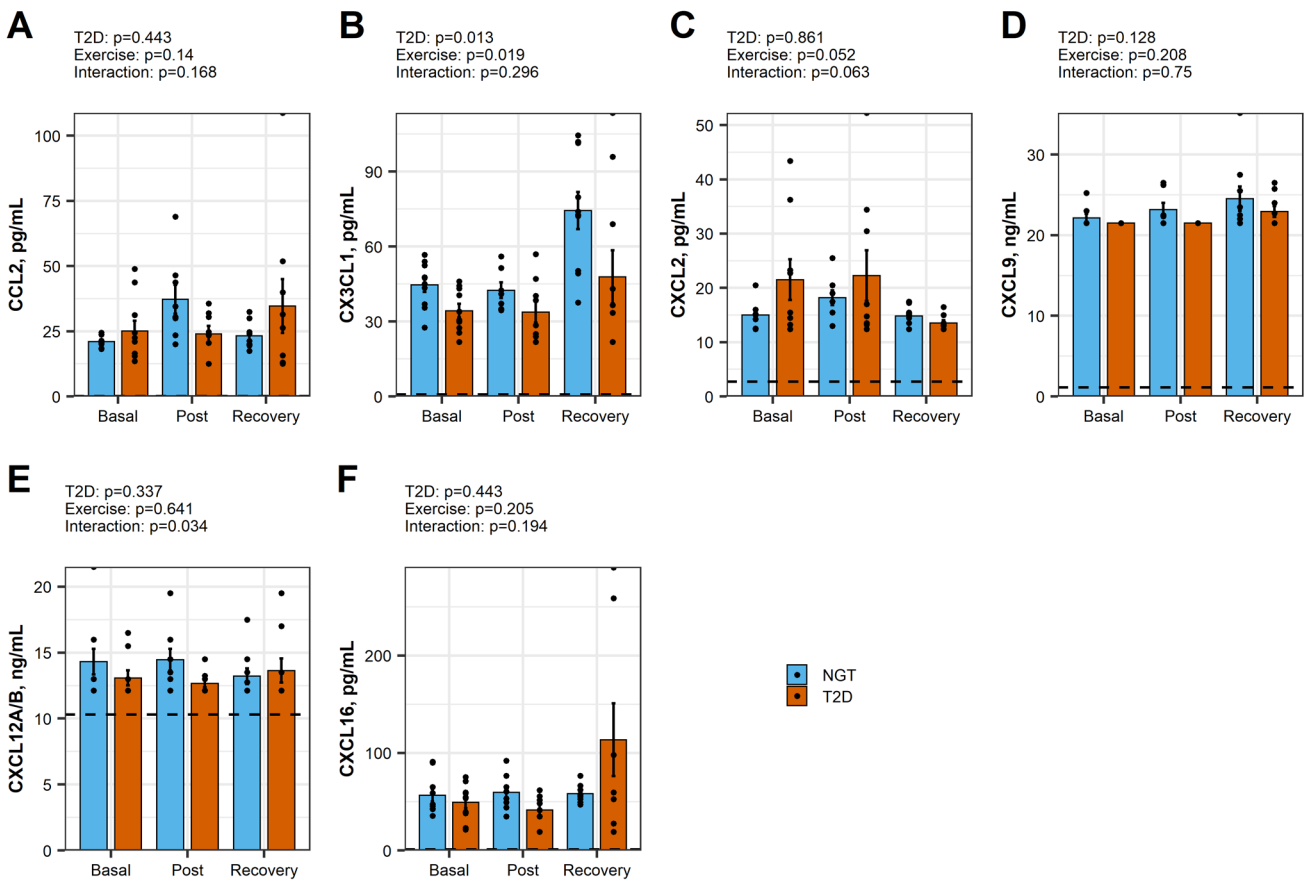 A
T2D: p=0.443
Exercise: p=0.14
Interaction: p=0.168
CCL2, pg/mL
100
75
50
25
0
Basal Post Recovery
B
T2D: p=0.013
Exercise: p=0.019
Interaction: p=0.296
CX3CL1, pg/mL
90
60
30
0
Basal Post Recovery
C
T2D: p=0.861
Exercise: p=0.052
Interaction: p=0.063
CXCL2, pg/mL
50
40
30
20
10
0
Basal Post Recovery
D
T2D: p=0.128
Exercise: p=0.208
Interaction: p=0.75
CXCL9, ng/mL
30
20
10
0
Basal Post Recovery
E
T2D: p=0.337
Exercise: p=0.641
Interaction: p=0.034
CXCL12A/B, ng/mL
20
15
10
5
0
Basal Post Recovery
F
T2D: p=0.443
Exercise: p=0.205
Interaction: p=0.194
CXCL16, pg/mL
200
100
0
Basal Post Recovery
NGT
T2D